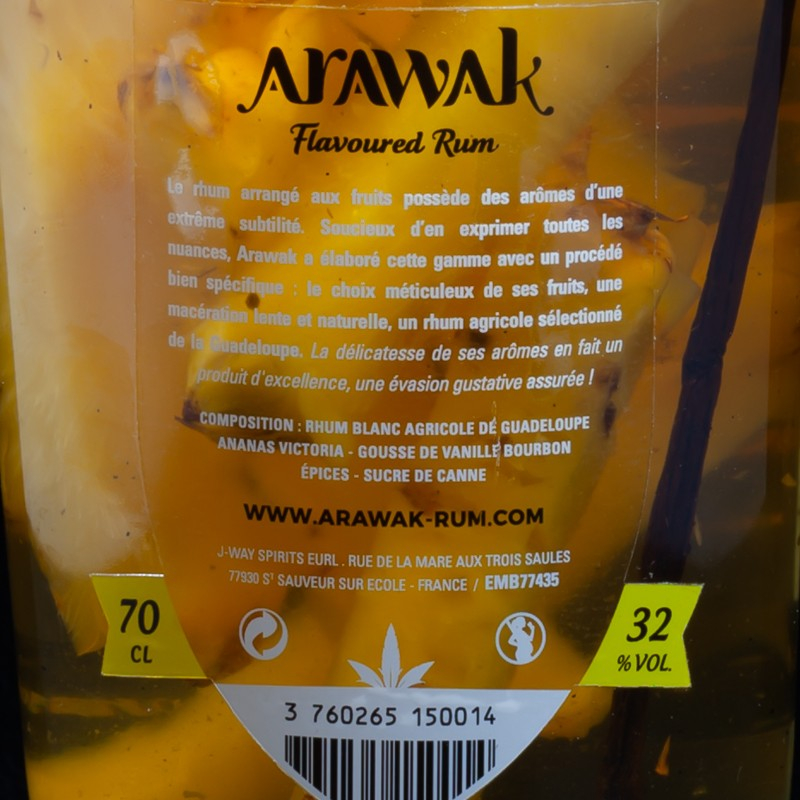 ARAWAK
Flavoured Rum
Le rhum arrangé aux fruits possède des arômes d'une
extrême subtilité. Soucieux d'en exprimer toutes les
nuances, Arawak a élaboré cette gamme avec un procédé
bien spécifique : le choix méticuleux de ses fruits, une
macération lente et naturelle, un rhum agricole sélectionné
de la Guadeloupe. La délicatesse de ses arômes en fait un
produit d'excellence, une évasion gustative assurée !
COMPOSITION : RHUM BLANC AGRICOLE DE GUADELOUPE
ANANAS VICTORIA - GOUSSE DE VANILLE BOURBON
ÉPICES - SUCRE DE CANNE
WWW.ARAWAK-RUM.COM
J-WAY SPIRITS EURL . RUE DE LA MARE AUX TROIS SAULES
77930 Sᵗ SAUVEUR SUR ECOLE - FRANCE / EMB77435
70
CL
32
% VOL.
3 760265 150014